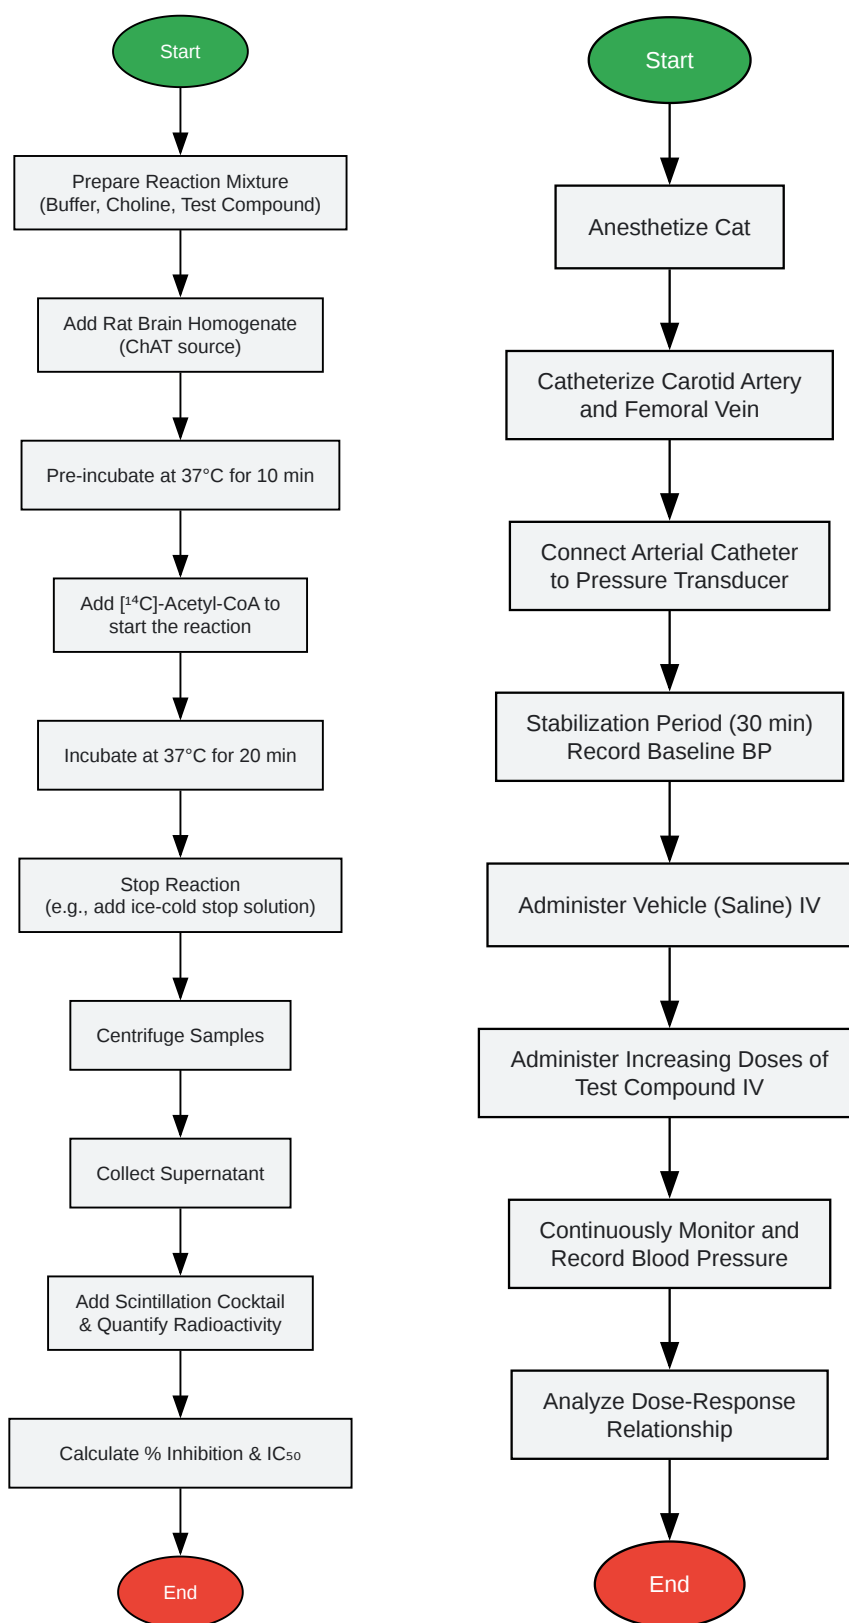 Start
Prepare Reaction Mixture
(Buffer, Choline, Test Compound)
Add Rat Brain Homogenate
(ChAT source)
Pre-incubate at 37°C for 10 min
Add [¹⁴C]-Acetyl-CoA to
start the reaction
Incubate at 37°C for 20 min
Stop Reaction
(e.g., add ice-cold stop solution)
Centrifuge Samples
Collect Supernatant
Add Scintillation Cocktail
& Quantify Radioactivity
Calculate % Inhibition & IC₅₀
End
Start
Anesthetize Cat
Catheterize Carotid Artery
and Femoral Vein
Connect Arterial Catheter
to Pressure Transducer
Stabilization Period (30 min)
Record Baseline BP
Administer Vehicle (Saline) IV
Administer Increasing Doses of
Test Compound IV
Continuously Monitor and
Record Blood Pressure
Analyze Dose-Response
Relationship
End